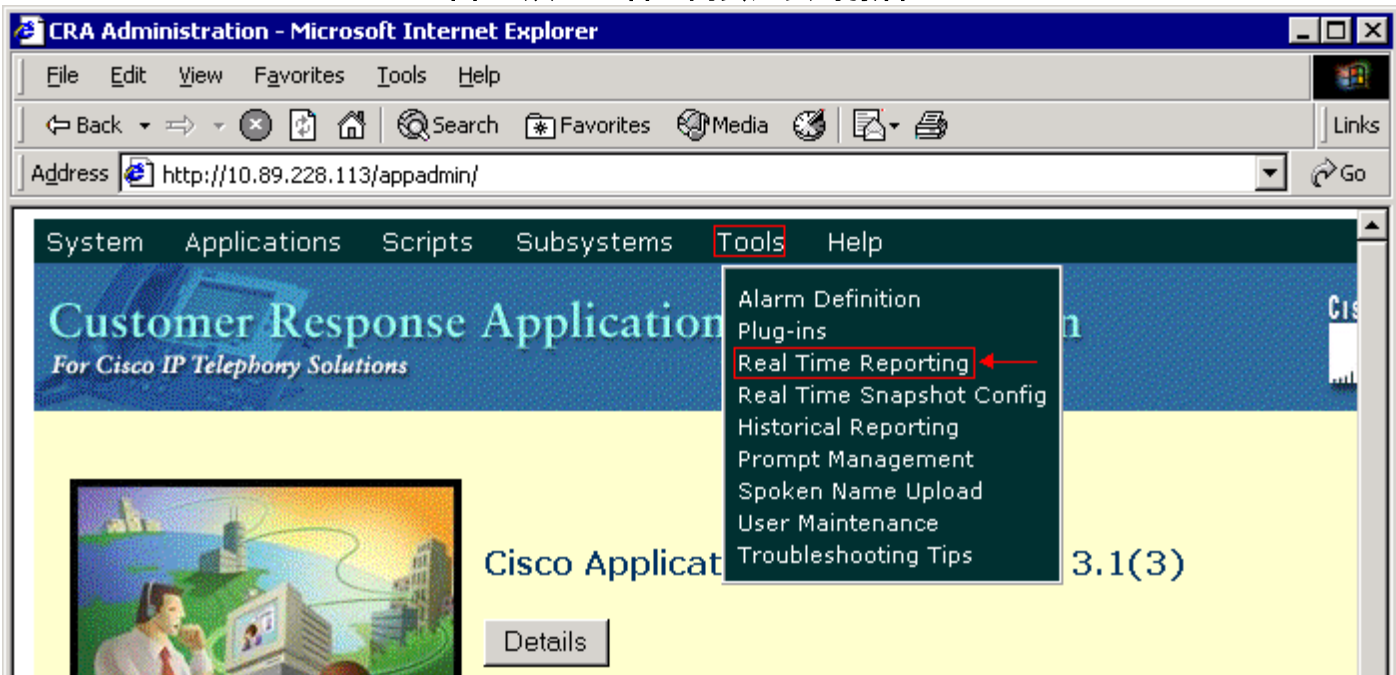 CRA Administration - Microsoft Internet Explorer
File Edit View Favorites Tools Help
Back Search Favorites Media Links
Address http://10.89.228.113/appadmin/ Go
System Applications Scripts Subsystems Tools Help
Alarm Definition
Plug-ins
Real Time Reporting
Real Time Snapshot Config
Historical Reporting
Prompt Management
Spoken Name Upload
User Maintenance
Troubleshooting Tips
Customer Response
For Cisco IP Telephony Solutions
Cisco 3.1(3)
Details